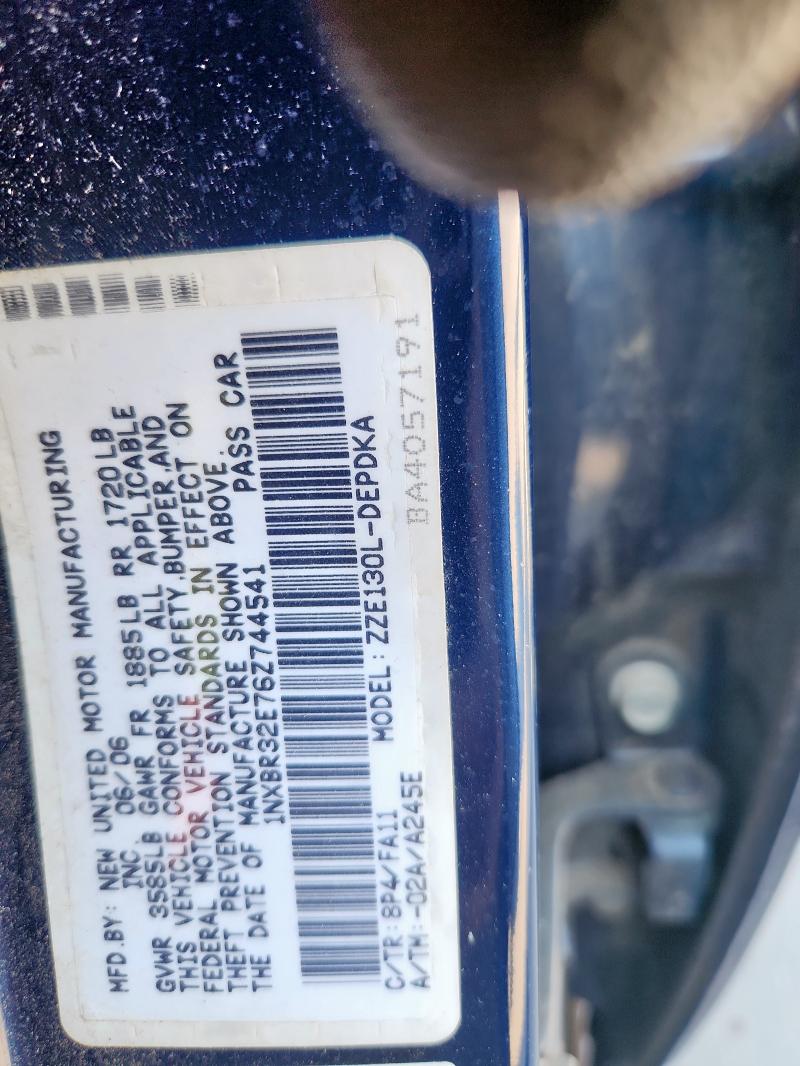 MFD.BY: NEW UNITED MOTOR MANUFACTURING
INC. 06/06
GVWR 3585LB GAWR FR 1885LB RR 1720LB
THIS VEHICLE CONFORMS TO ALL APPLICABLE
FEDERAL MOTOR VEHICLE SAFETY,BUMPER AND
THEFT PREVENTION STANDARDS IN EFFECT ON
THE DATE OF MANUFACTURE SHOWN ABOVE.
1NXBR32E76Z744541 PASS CAR
C/TR: 8P4/FA11 MODEL: ZZE130L-DEPDKA
A/TM:-02A/A245E
BA4057191